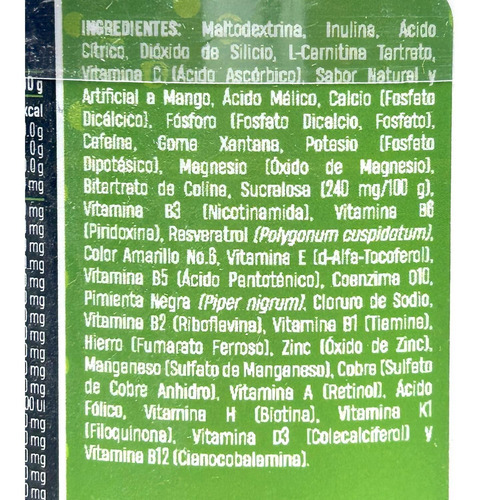 INGREDIENTES: Maltodextrina, Inulina, Ácido
Cítrico, Dióxido de Silicio, L-Carnitina Tartrato,
Vitamina C (Ácido Ascórbico), Sabor Natural y
Artificial a Mango, Ácido Málico, Calcio (Fosfato
Dicálcico), Fósforo (Fosfato Dicalcio, Fosfato),
Cafeína, Goma Xantana, Potasio (Fosfato
Dipotásico), Magnesio (Óxido de Magnesio),
Bitartrato de Colina, Sucralosa (240 mg/100 g),
Vitamina B3 (Nicotinamida), Vitamina B6
(Piridoxina), Resveratrol (Polygonum cuspidatum),
Color Amarillo No.6, Vitamina E (d-Alfa-Tocoferol),
Vitamina B5 (Ácido Pantoténico), Coenzima Q10,
Pimienta Negra (Piper nigrum), Cloruro de Sodio,
Vitamina B2 (Riboflavina), Vitamina B1 (Tiamina),
Hierro (Fumarato Ferroso), Zinc (Óxido de Zinc),
Manganeso (Sulfato de Manganeso), Cobre (Sulfato
de Cobre Anhidro), Vitamina A (Retinol), Ácido
Fólico, Vitamina H (Biotina), Vitamina K1
(Filoquinona), Vitamina D3 (Colecalciferol) y
Vitamina B12 (Cianocobalamina).